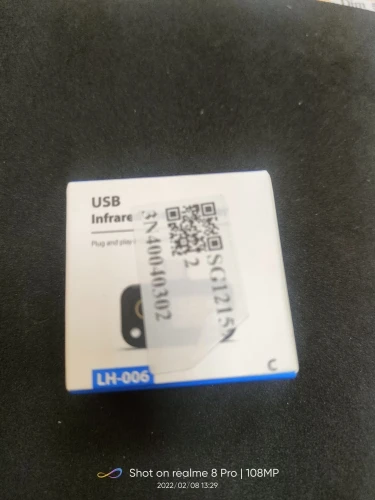 USB
Infrare
Plug and play
3N40040302
2
SG1215N
LH-006
C
Shot on realme 8 Pro | 108MP
2022/02/08 13:29